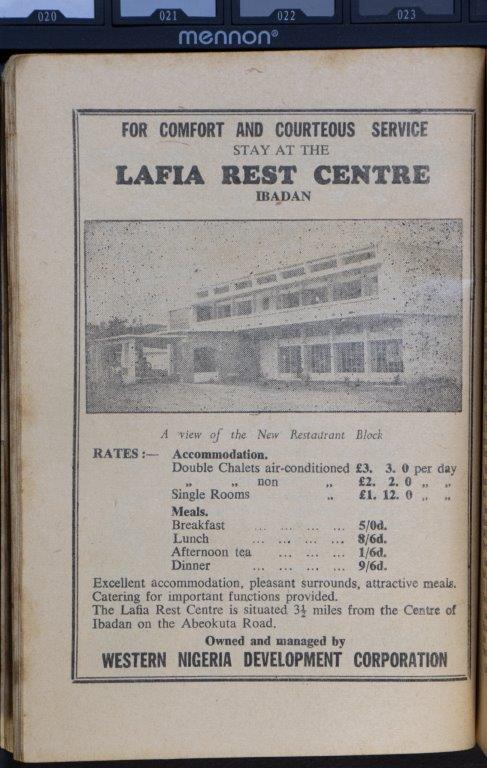 020 021 022 023
mennon®
FOR COMFORT AND COURTEOUS SERVICE
STAY AT THE
LAFIA REST CENTRE
IBADAN
A view of the New Restaurant Block
RATES :— Accommodation.
Double Chalets air-conditioned £3. 3. 0 per day
„ „ non „ £2. 2. 0 „ „
Single Rooms „ £1. 12. 0 „ „
Meals.
Breakfast ... ... ... ... 5/0d.
Lunch ... ... ... ... 8/6d.
Afternoon tea ... ... ... 1/6d.
Dinner ... ... ... ... 9/6d.
Excellent accommodation, pleasant surrounds, attractive meals.
Catering for important functions provided.
The Lafia Rest Centre is situated 3½ miles from the Centre of
Ibadan on the Abeokuta Road.
Owned and managed by
WESTERN NIGERIA DEVELOPMENT CORPORATION